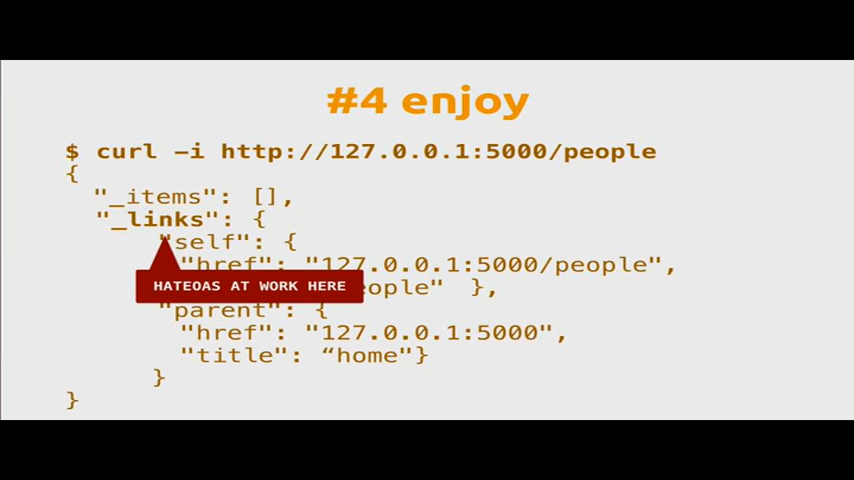 #4 enjoy
$ curl –i http://127.0.0.1:5000/people
{
"_items": [],
"_links": {
"self": {
"href": "127.0.0.1:5000/people",
HATEOAS AT WORK HERE
eople" },
"parent": {
"href": "127.0.0.1:5000",
"title": “home"}
}
}